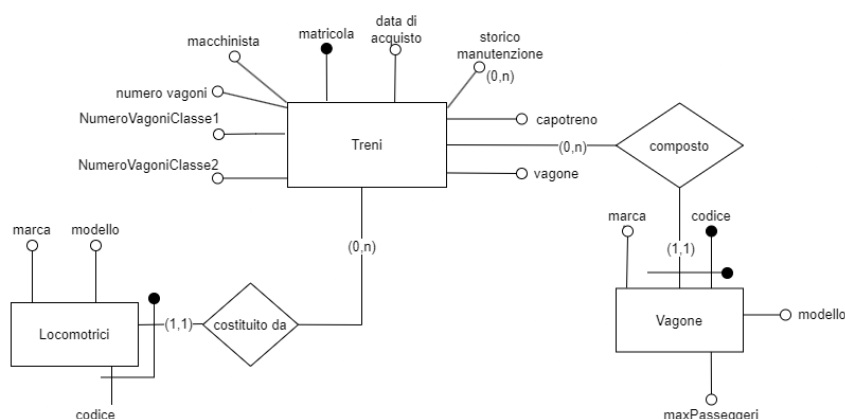 data di
acquisto
storico
manutenzione
(0,n)
matricola
macchinista
numero vagoni
NumeroVagoniClasse1
NumeroVagoniClasse2
Treni
capotreno
(0,n)
composto
vagone
marca
codice
(1,1)
marca
modello
(0,n)
Locomotrici
(1,1)
costituito da
codice
Vagone
modello
maxPasseggeri